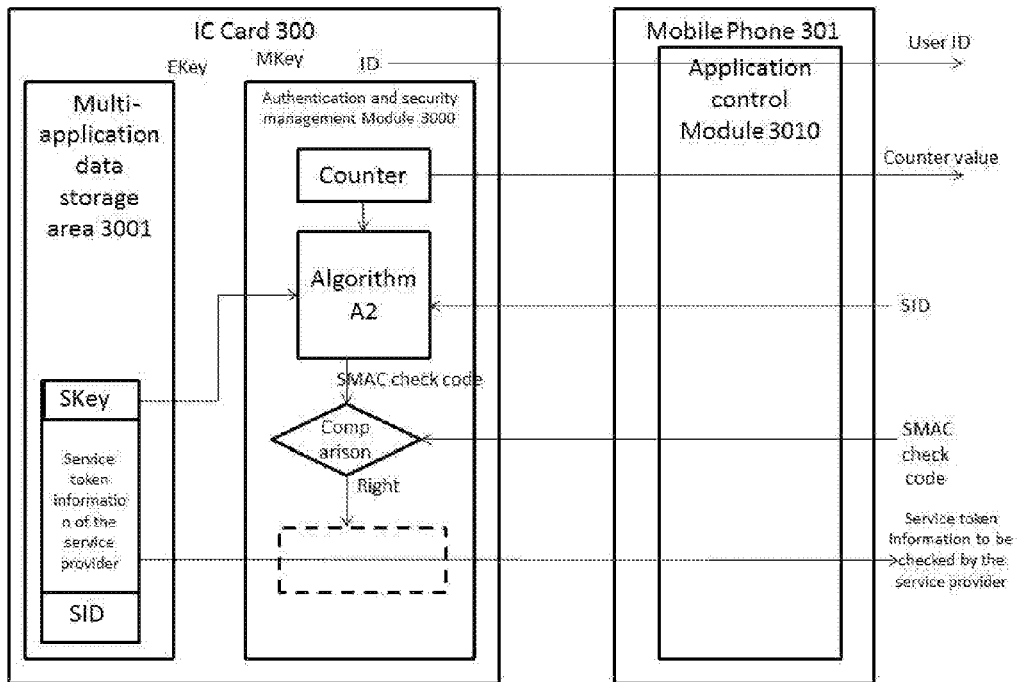 IC Card 300
Mobile Phone 301
EKey
MKey
ID
User ID
Multi-
application
data
storage
area 3001
Authentication and security
management Module 3000
Application
control
Module 3010
Counter
Counter value
Algorithm
A2
SID
SMAC check code
SKey
Comp
arison
SMAC
check
code
Right
Service
token
informatio
n of the
service
provider
Service token
information to be
checked by the
service provider
SID